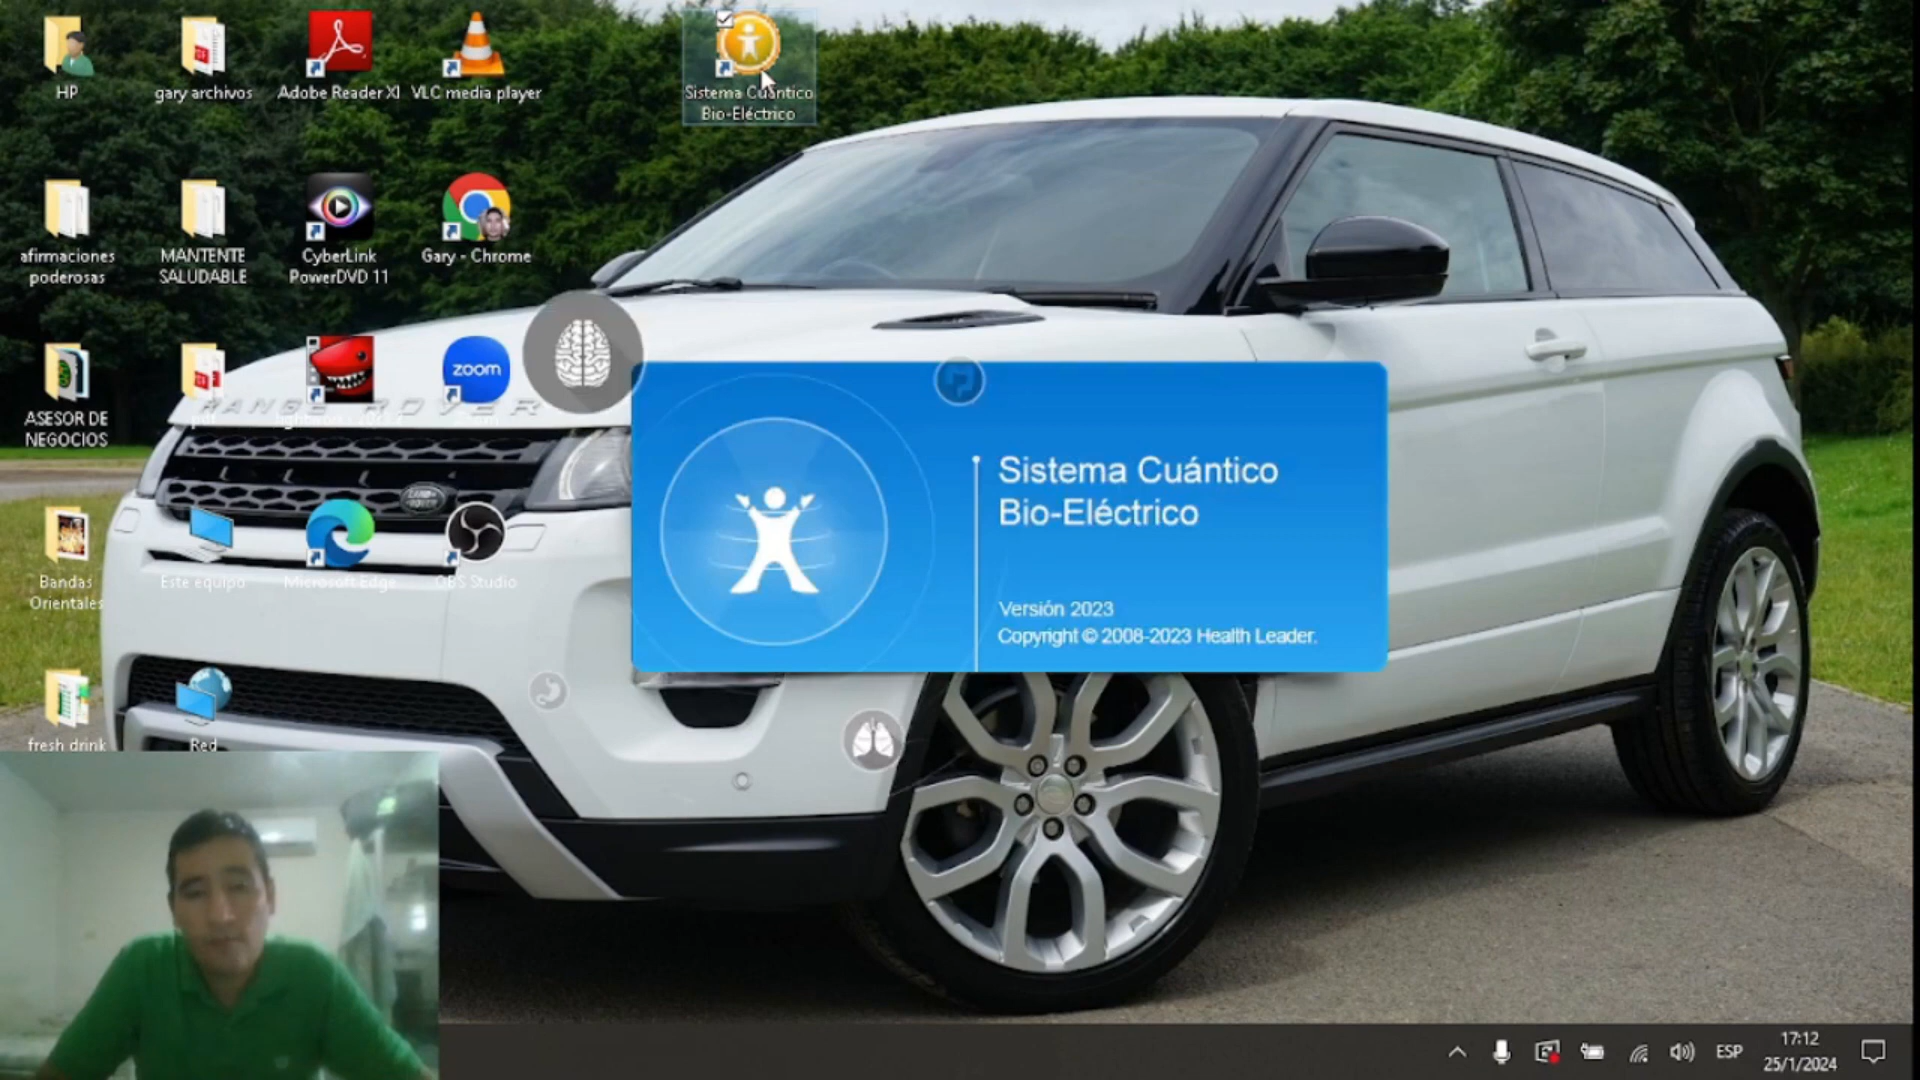 HP
gary archivos
Adobe Reader XI
VLC media player
Sistema Cuántico
Bio-Eléctrico
afirmaciones
poderosas
MANTENTE
SALUDABLE
CyberLink
PowerDVD 11
Gary - Chrome
zoom
RANGE ROVER
ASESOR DE
NEGOCIOS
Sistema Cuántico
Bio-Eléctrico
Versión 2023
Copyright © 2008-2023 Health Leader.
Bandas
Orientales
Este equipo
Microsoft Edge
OBS Studio
fresh drink
Red
ESP
17:12
25/1/2024